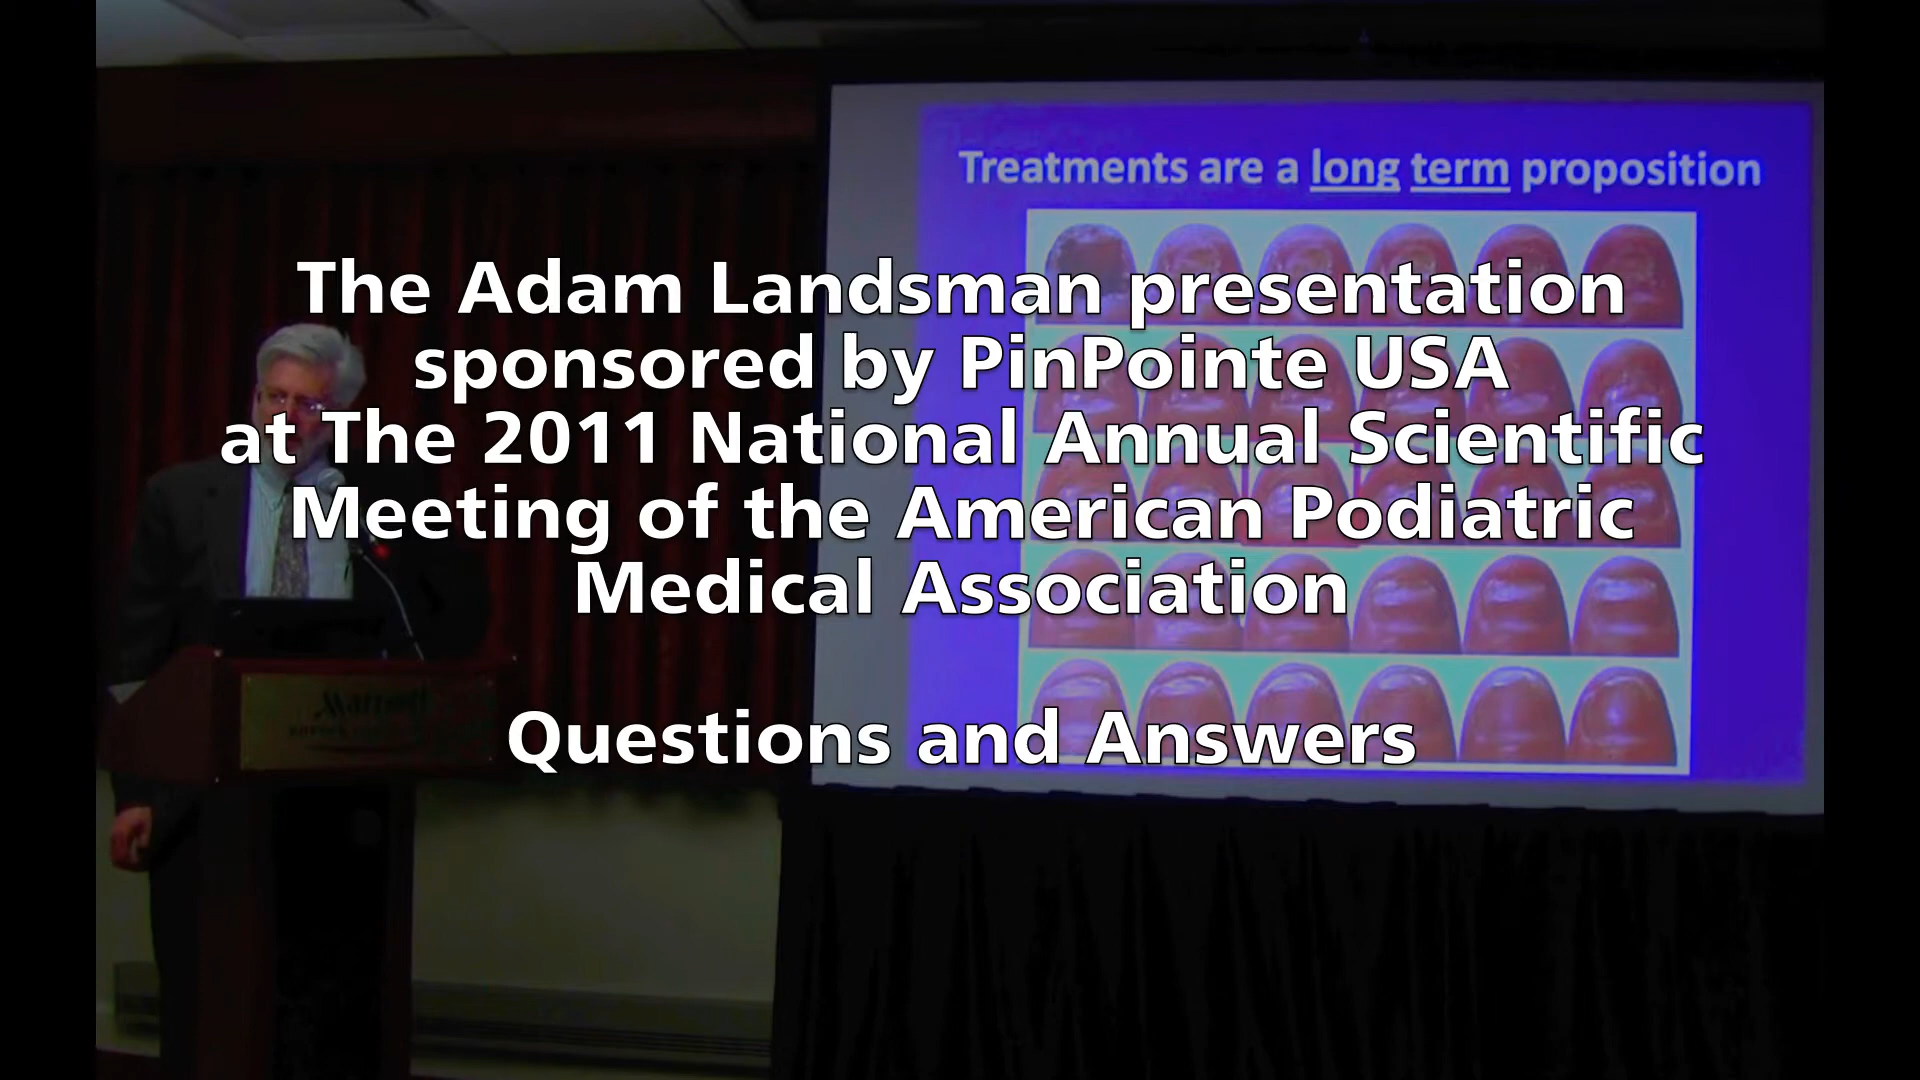 Treatments are a long term proposition
The Adam Landsman presentation
sponsored by PinPointe USA
at The 2011 National Annual Scientific
Meeting of the American Podiatric
Medical Association
Questions and Answers
Marriott